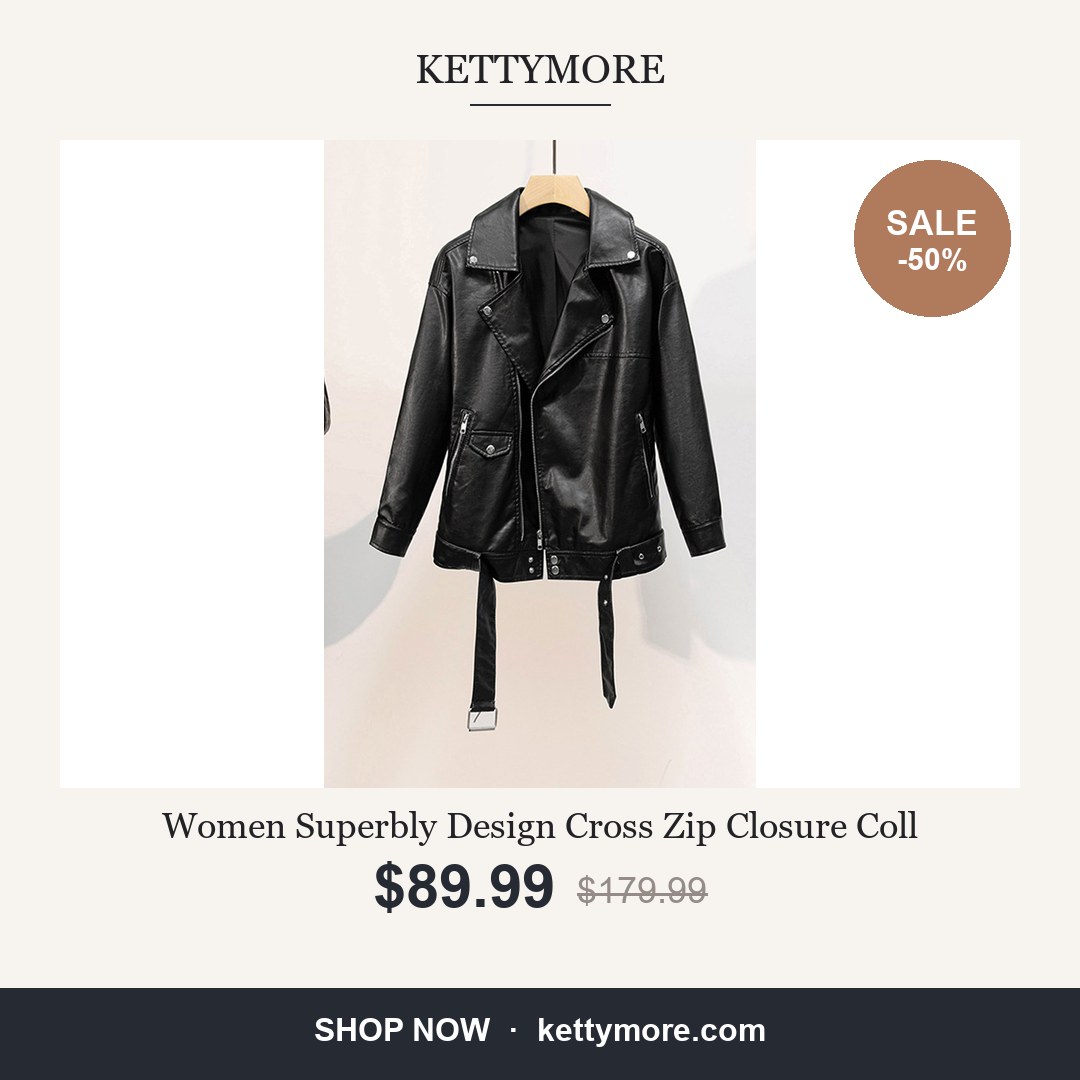 KETTYMORE
SALE
-50%
Women Superbly Design Cross Zip Closure Coll
$89.99 $179.99
SHOP NOW · kettymore.com